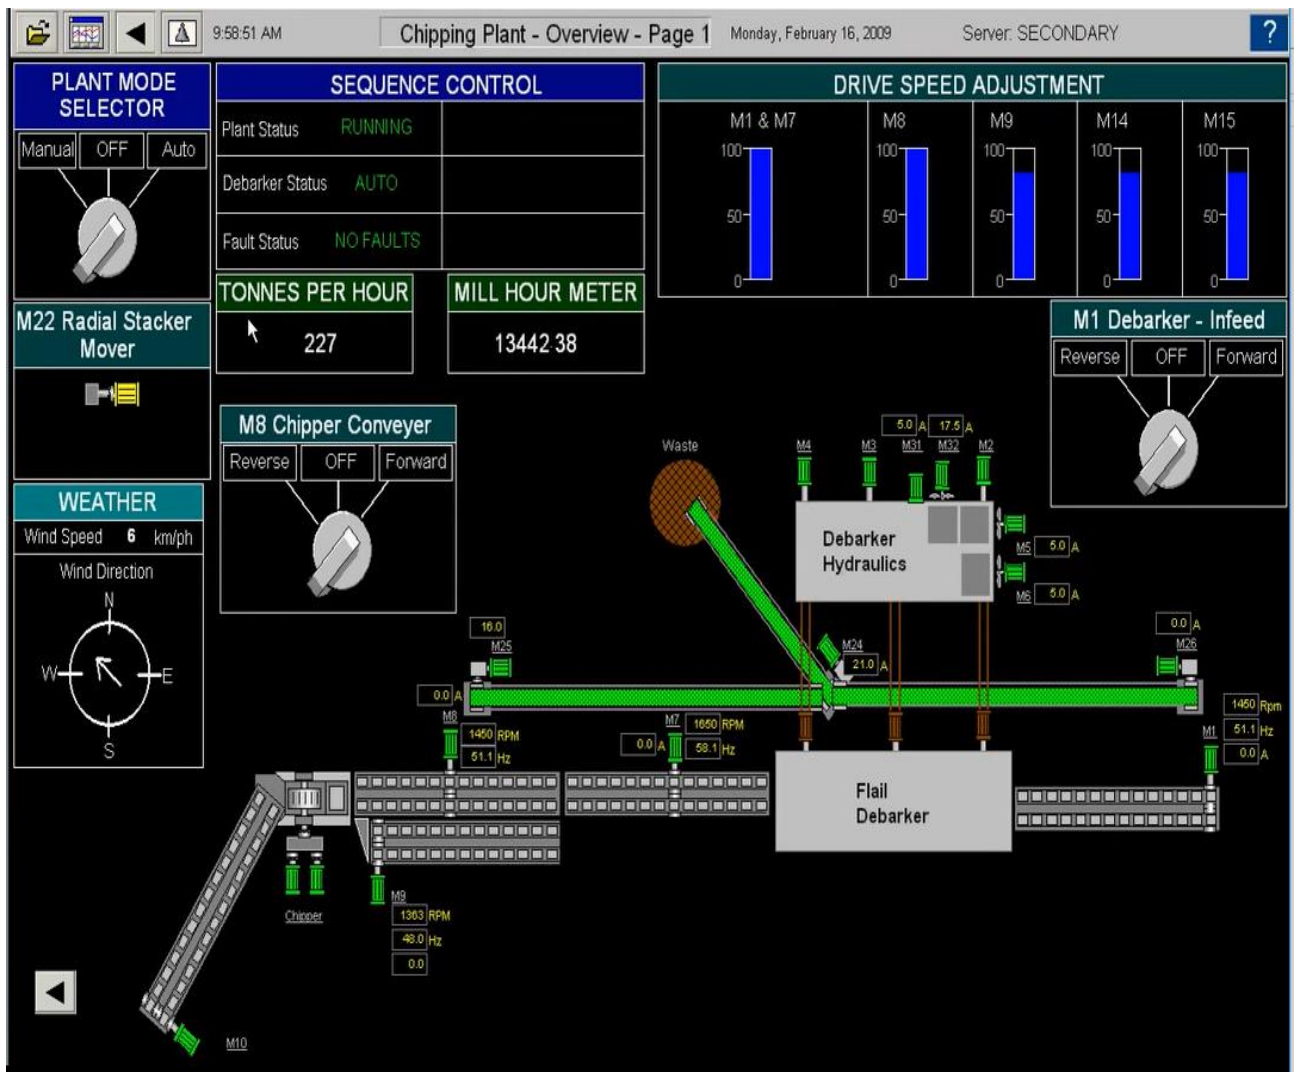 9:58:51 AM
Chipping Plant - Overview - Page 1
Monday, February 16, 2009
Server: SECONDARY
?
PLANT MODE
SELECTOR
Manual OFF Auto
SEQUENCE CONTROL
Plant Status RUNNING
Debarker Status AUTO
Fault Status NO FAULTS
DRIVE SPEED ADJUSTMENT
M1 & M7 M8 M9 M14 M15
100 100 100 100 100
50 50 50 50 50
0 0 0 0 0
TONNES PER HOUR
227
MILL HOUR METER
13442.38
M22 Radial Stacker
Mover
M1 Debarker - Infeed
Reverse OFF Forward
M8 Chipper Conveyer
Reverse OFF Forward
WEATHER
Wind Speed 6 km/ph
Wind Direction
N
W E
S
Waste
5.0 A 17.5 A
M4 M3 M31 M32 M2
Debarker
Hydraulics
M5 5.0 A
M6 5.0 A
16.0
M25
M24
21.0 A
0.0 A
M26
0.0 A
M8
1450 RPM
51.1 Hz
M7
1650 RPM
0.0 A
58.1 Hz
1450 Rpm
M1 51.1 Hz
0.0 A
Flail
Debarker
Chipper
M9
1363 RPM
48.0 Hz
0.0
M10